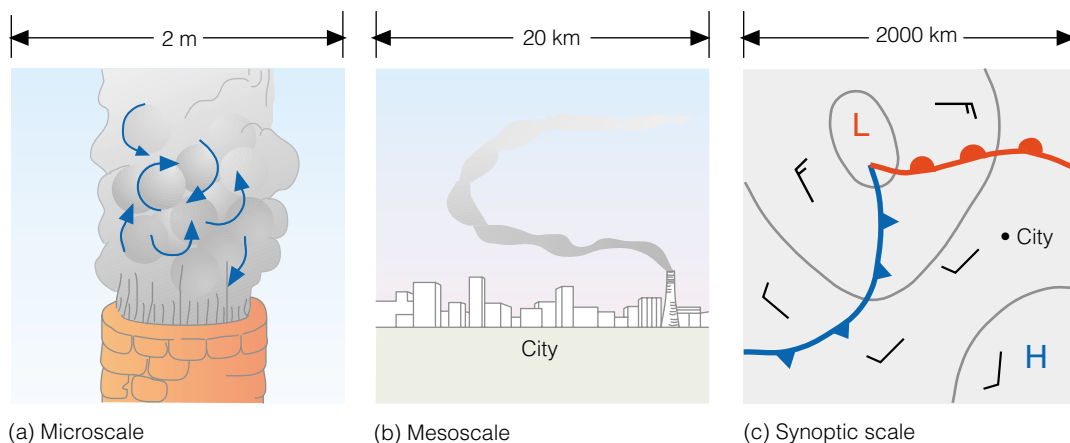 2 m
20 km
2000 km
L
City
City
H
(a) Microscale
(b) Mesoscale
(c) Synoptic scale